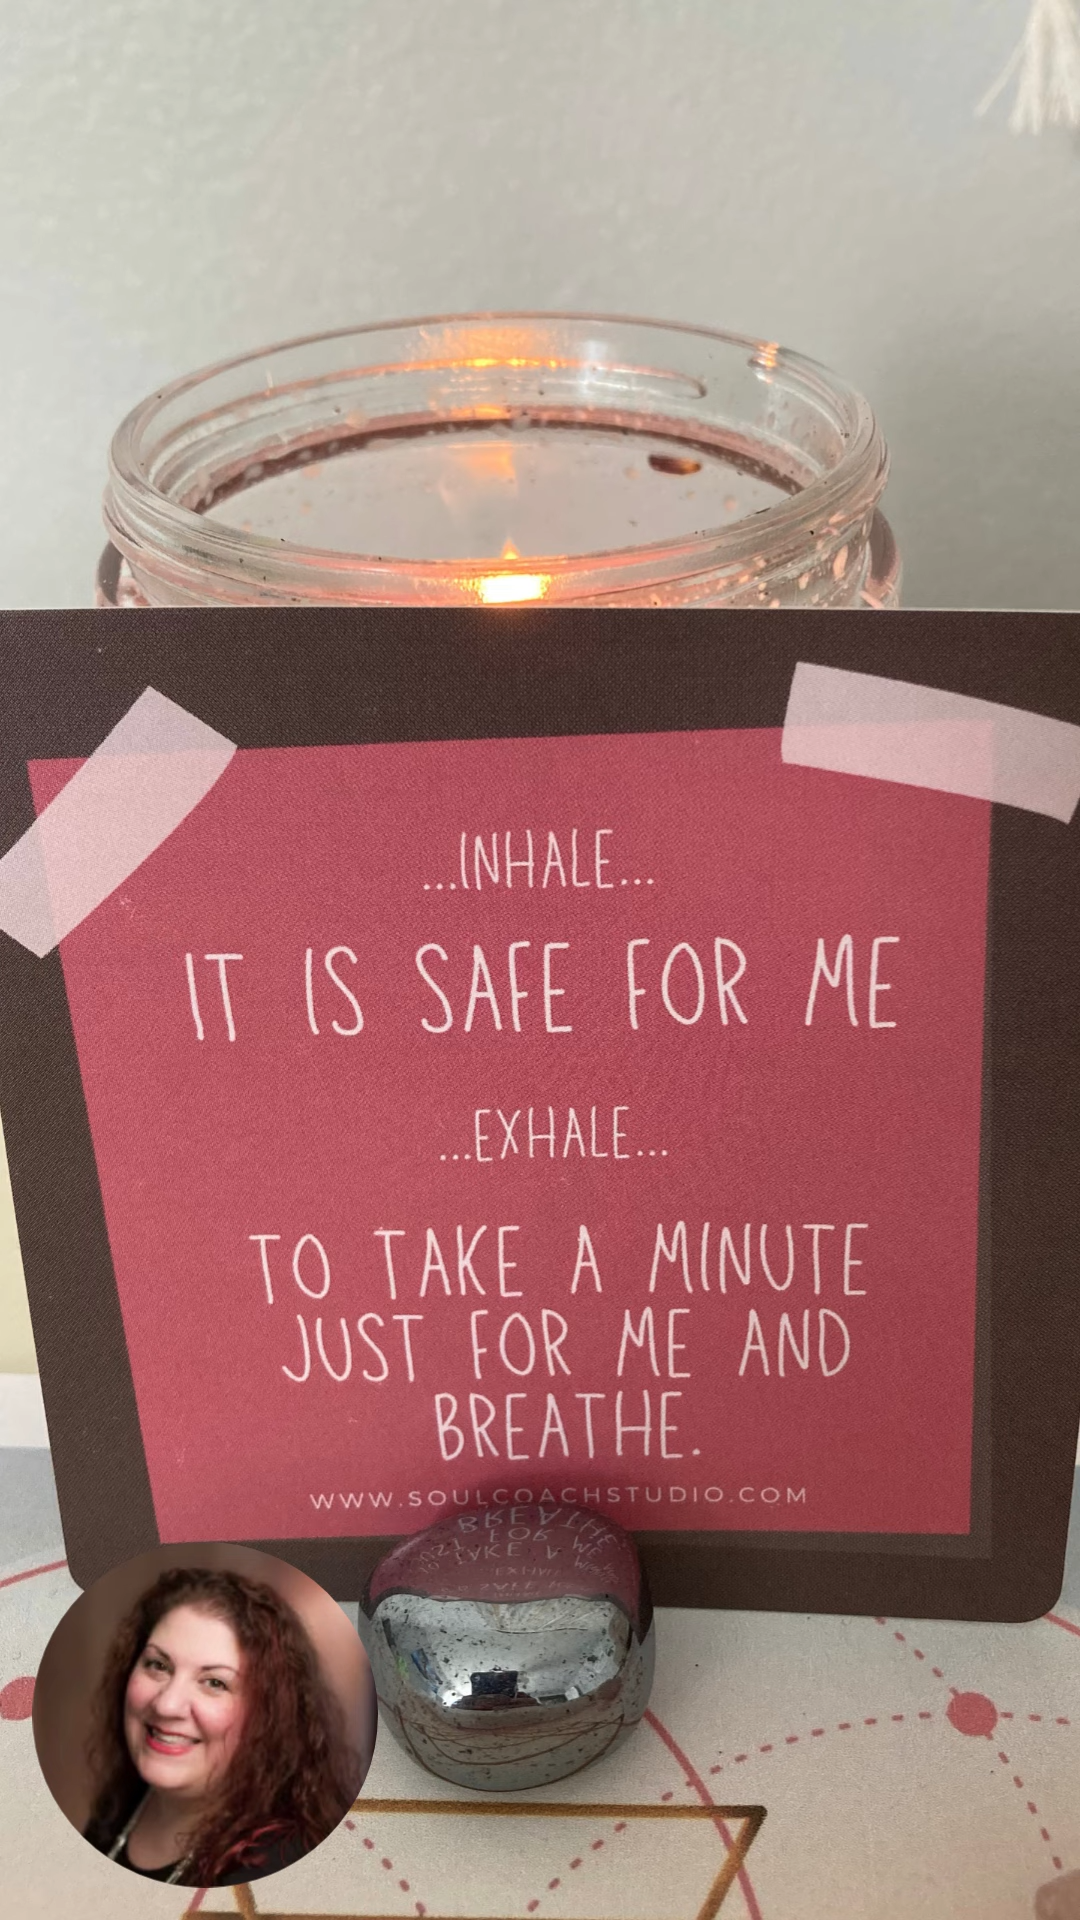 ...INHALE...
IT IS SAFE FOR ME
...EXHALE...
TO TAKE A MINUTE
JUST FOR ME AND
BREATHE.
WWW.SOULCOACHSTUDIO.COM